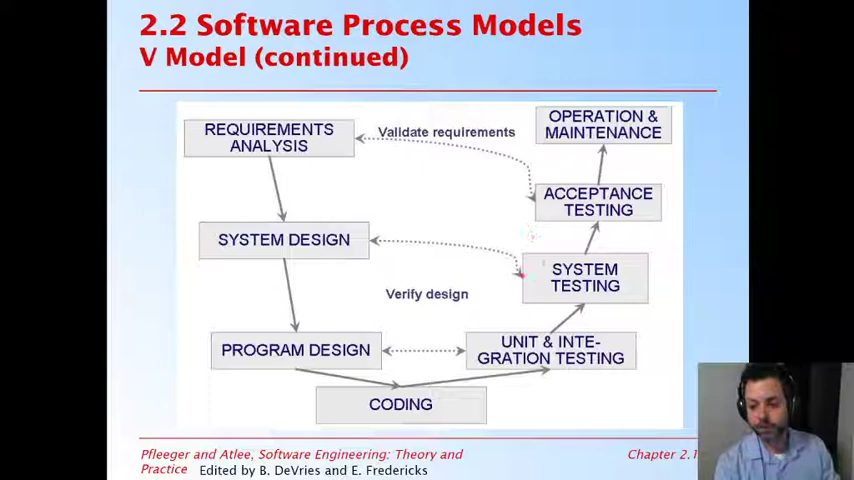 2.2 Software Process Models
V Model (continued)
REQUIREMENTS
ANALYSIS
Validate requirements
OPERATION &
MAINTENANCE
ACCEPTANCE
TESTING
SYSTEM DESIGN
SYSTEM
TESTING
Verify design
PROGRAM DESIGN
UNIT & INTE-
GRATION TESTING
CODING
Pfleeger and Atlee, Software Engineering: Theory and
Practice Edited by B. DeVries and E. Fredericks
Chapter 2.1